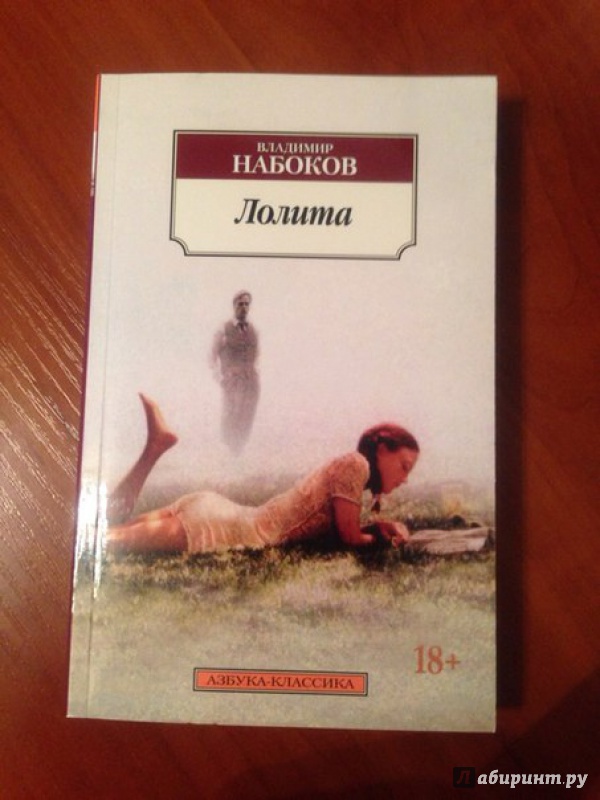 ВЛАДИМИР
НАБОКОВ
Лолита
18+
АЗБУКА-КЛАССИКА
Лабиринт.ру